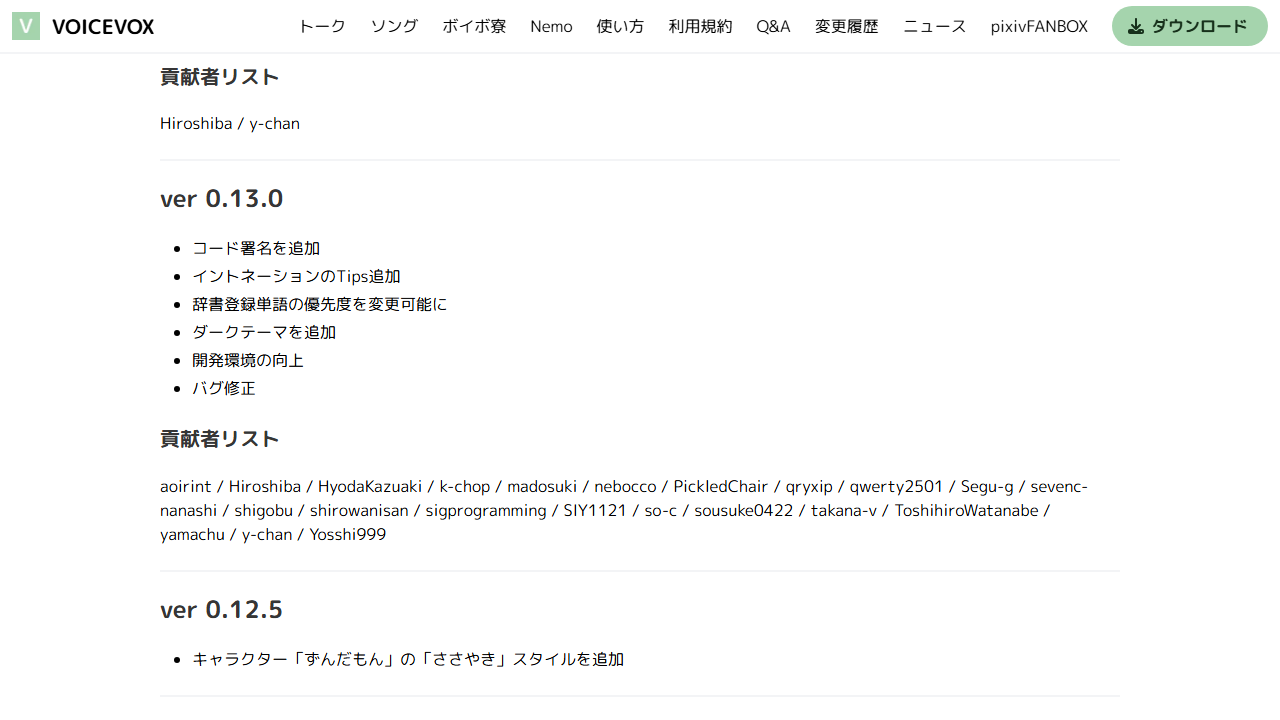 V VOICEVOX トーク ソング ボイボ寮 Nemo 使い方 利用規約 Q&A 変更履歴 ニュース pixivFANBOX ダウンロード
貢献者リスト
Hiroshiba / y-chan
ver 0.13.0
コード署名を追加
イントネーションのTips追加
辞書登録単語の優先度を変更可能に
ダークテーマを追加
開発環境の向上
バグ修正
貢献者リスト
aoirint / Hiroshiba / HyodaKazuaki / k-chop / madosuki / nebocco / PickledChair / qryxip / qwerty2501 / Segu-g / sevenc-
nanashi / shigobu / shirowanisan / sigprogramming / SIY1121 / so-c / sousuke0422 / takana-v / ToshihiroWatanabe /
yamachu / y-chan / Yosshi999
ver 0.12.5
キャラクター「ずんだもん」の「ささやき」スタイルを追加